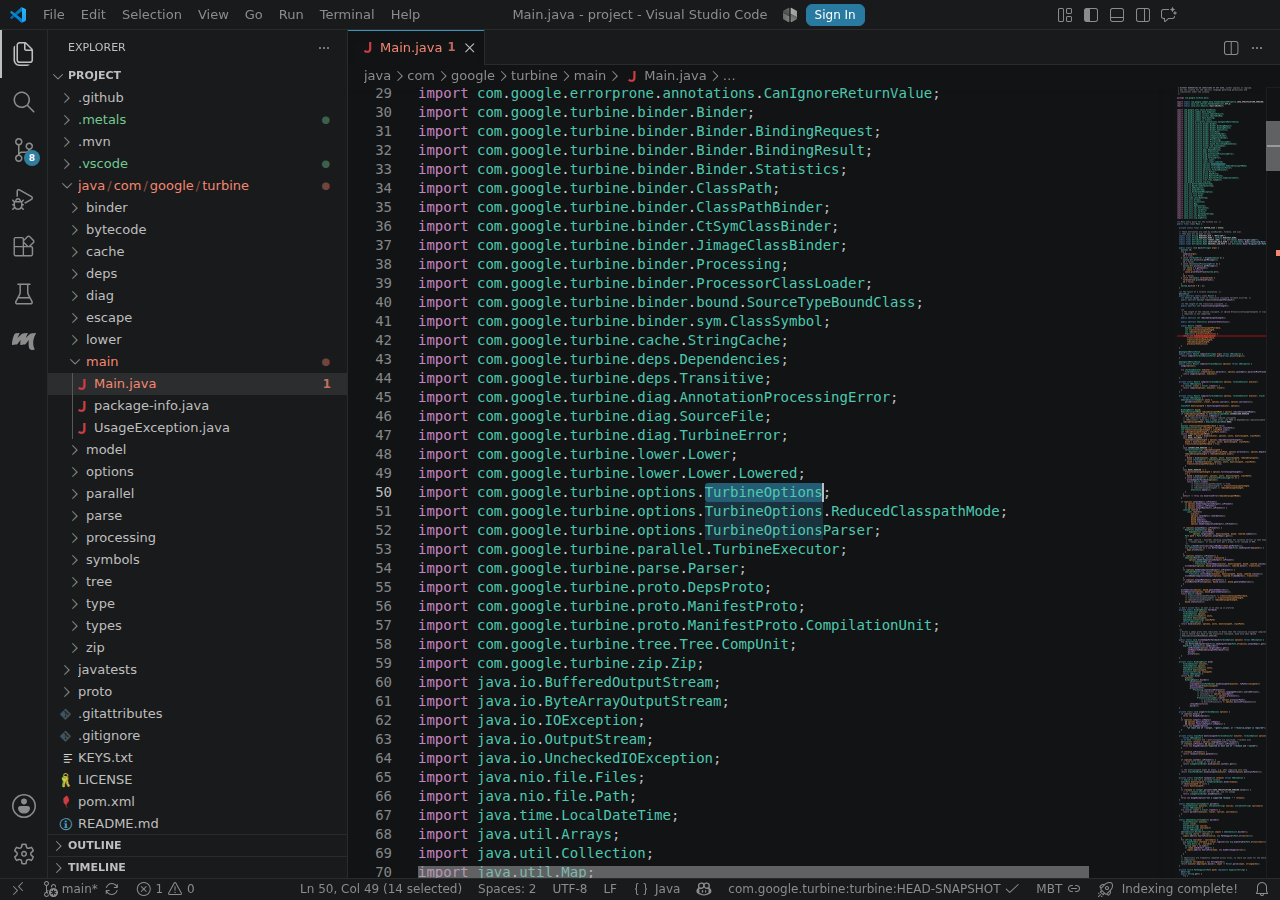 File Edit Selection View Go Run Terminal Help
Main.java - project - Visual Studio Code
Sign In
EXPLORER
PROJECT
.github
.metals
.mvn
.vscode
java/com/google/turbine
binder
bytecode
cache
deps
diag
escape
lower
main
Main.java 1
package-info.java
UsageException.java
model
options
parallel
parse
processing
symbols
tree
type
types
zip
javatests
proto
.gitattributes
.gitignore
KEYS.txt
LICENSE
pom.xml
README.md
OUTLINE
TIMELINE
8
Main.java 1
java > com > google > turbine > main > Main.java > ...
29 import com.google.errorprone.annotations.CanIgnoreReturnValue;
30 import com.google.turbine.binder.Binder;
31 import com.google.turbine.binder.Binder.BindingRequest;
32 import com.google.turbine.binder.Binder.BindingResult;
33 import com.google.turbine.binder.Binder.Statistics;
34 import com.google.turbine.binder.ClassPath;
35 import com.google.turbine.binder.ClassPathBinder;
36 import com.google.turbine.binder.CtSymClassBinder;
37 import com.google.turbine.binder.JimageClassBinder;
38 import com.google.turbine.binder.Processing;
39 import com.google.turbine.binder.ProcessorClassLoader;
40 import com.google.turbine.binder.bound.SourceTypeBoundClass;
41 import com.google.turbine.binder.sym.ClassSymbol;
42 import com.google.turbine.cache.StringCache;
43 import com.google.turbine.deps.Dependencies;
44 import com.google.turbine.deps.Transitive;
45 import com.google.turbine.diag.AnnotationProcessingError;
46 import com.google.turbine.diag.SourceFile;
47 import com.google.turbine.diag.TurbineError;
48 import com.google.turbine.lower.Lower;
49 import com.google.turbine.lower.Lower.Lowered;
50 import com.google.turbine.options.TurbineOptions;
51 import com.google.turbine.options.TurbineOptions.ReducedClasspathMode;
52 import com.google.turbine.options.TurbineOptionsParser;
53 import com.google.turbine.parallel.TurbineExecutor;
54 import com.google.turbine.parse.Parser;
55 import com.google.turbine.proto.DepsProto;
56 import com.google.turbine.proto.ManifestProto;
57 import com.google.turbine.proto.ManifestProto.CompilationUnit;
58 import com.google.turbine.tree.Tree.CompUnit;
59 import com.google.turbine.zip.Zip;
60 import java.io.BufferedOutputStream;
61 import java.io.ByteArrayOutputStream;
62 import java.io.IOException;
63 import java.io.OutputStream;
64 import java.io.UncheckedIOException;
65 import java.nio.file.Files;
66 import java.nio.file.Path;
67 import java.time.LocalDateTime;
68 import java.util.Arrays;
69 import java.util.Collection;
70 import java.util.Map;
main* 1 0 Ln 50, Col 49 (14 selected) Spaces: 2 UTF-8 LF { } Java com.google.turbine:turbine:HEAD-SNAPSHOT MBT Indexing complete!